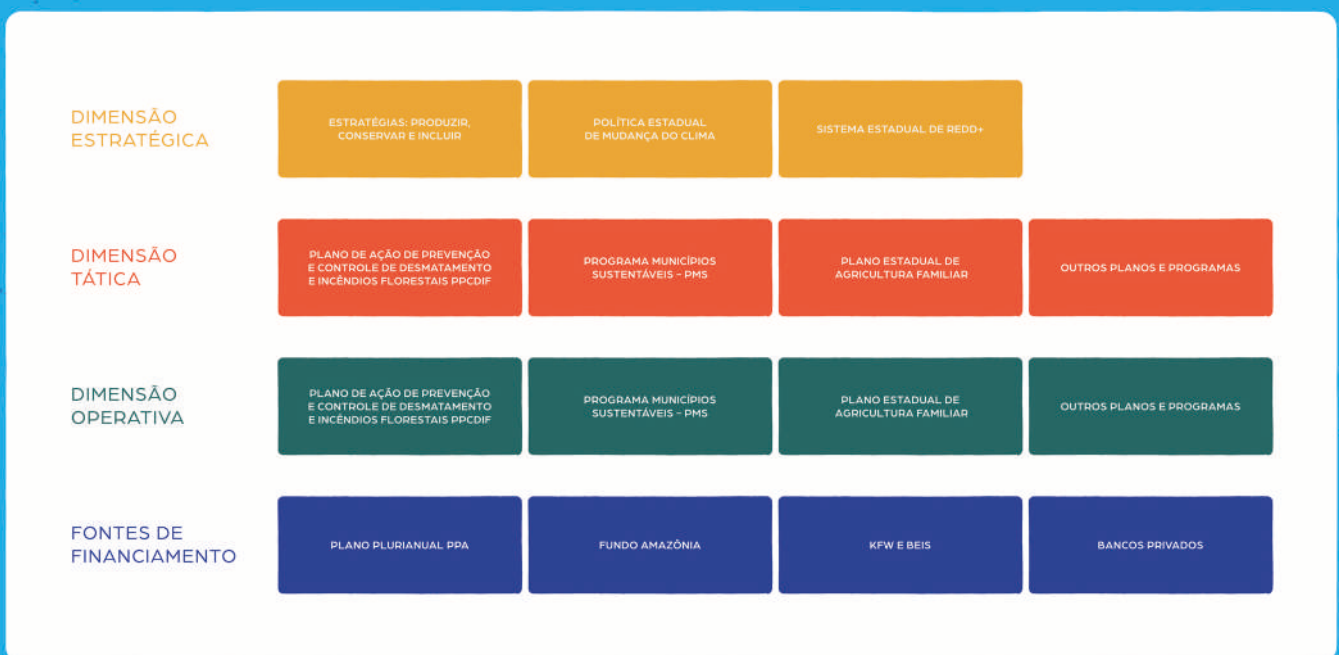 DIMENSÃO
ESTRATÉGICA
ESTRATÉGIAS: PRODUZIR,
CONSERVAR E INCLUIR
POLÍTICA ESTADUAL
DE MUDANÇA DO CLIMA
SISTEMA ESTADUAL DE REDD+
DIMENSÃO
TÁTICA
PLANO DE AÇÃO DE PREVENÇÃO
E CONTROLE DE DESMATAMENTO
E INCÊNDIOS FLORESTAIS PPCDIF
PROGRAMA MUNICÍPIOS
SUSTENTÁVEIS - PMS
PLANO ESTADUAL DE
AGRICULTURA FAMILIAR
OUTROS PLANOS E PROGRAMAS
DIMENSÃO
OPERATIVA
PLANO DE AÇÃO DE PREVENÇÃO
E CONTROLE DE DESMATAMENTO
E INCÊNDIOS FLORESTAIS PPCDIF
PROGRAMA MUNICÍPIOS
SUSTENTÁVEIS - PMS
PLANO ESTADUAL DE
AGRICULTURA FAMILIAR
OUTROS PLANOS E PROGRAMAS
FONTES DE
FINANCIAMENTO
PLANO PLURIANUAL PPA
FUNDO AMAZÔNIA
KFW E BEIS
BANCOS PRIVADOS